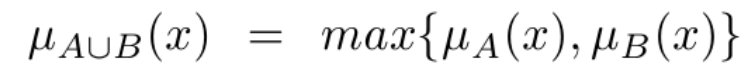 μ_{A∪B}(x) = max{μ_A(x), μ_B(x)}